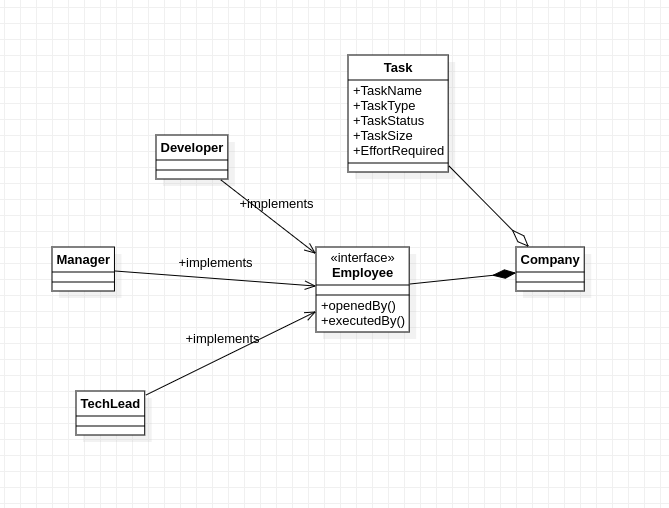 Task
+TaskName
+TaskType
+TaskStatus
+TaskSize
+EffortRequired
Developer
+implements
Manager
+implements
«interface»
Employee
+openedBy()
+executedBy()
Company
+implements
TechLead